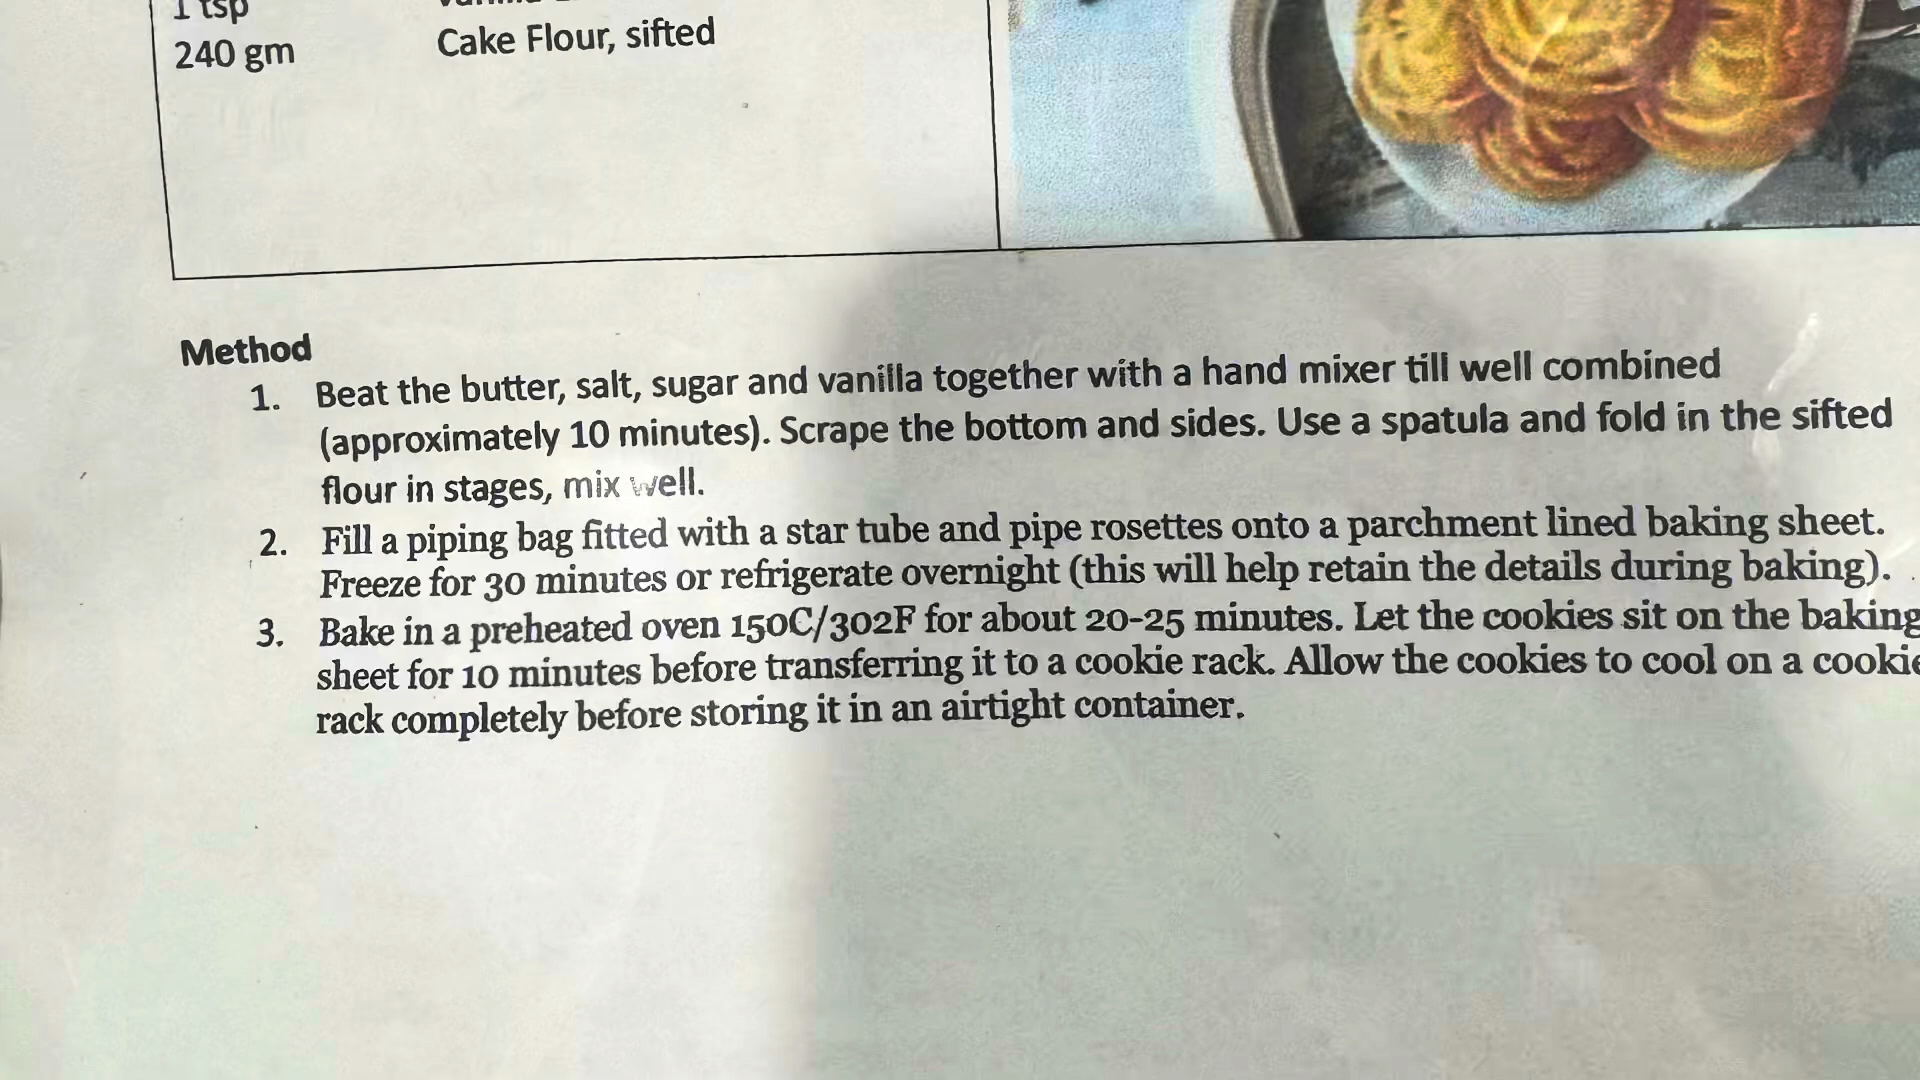 1 tsp
240 gm Cake Flour, sifted
Method
1. Beat the butter, salt, sugar and vanilla together with a hand mixer till well combined
(approximately 10 minutes). Scrape the bottom and sides. Use a spatula and fold in the sifted
flour in stages, mix well.
2. Fill a piping bag fitted with a star tube and pipe rosettes onto a parchment lined baking sheet.
Freeze for 30 minutes or refrigerate overnight (this will help retain the details during baking).
3. Bake in a preheated oven 150C/302F for about 20-25 minutes. Let the cookies sit on the baking
sheet for 10 minutes before transferring it to a cookie rack. Allow the cookies to cool on a cookie
rack completely before storing it in an airtight container.